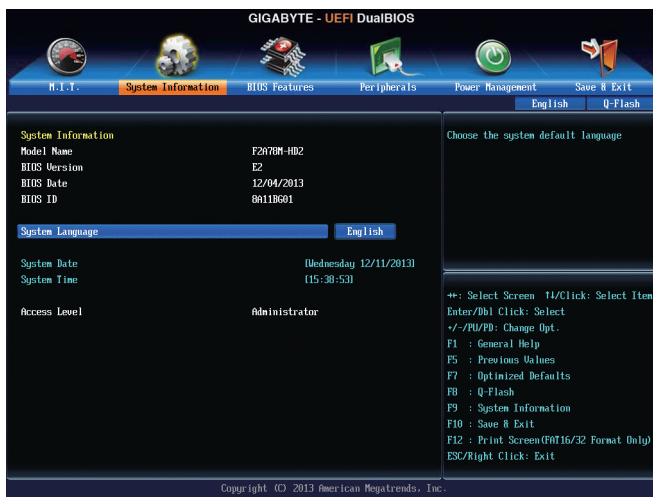 GIGABYTE - UEFI DualBIOS
M.I.T. System Information BIOS Features Peripherals Power Management Save & Exit
English Q-Flash
System Information
Model Name F2A78M-HD2
BIOS Version E2
BIOS Date 12/04/2013
BIOS ID 8A11BG01
System Language English
System Date [Wednesday 12/11/2013]
System Time [15:38:53]
Access Level Administrator
Choose the system default language
→←: Select Screen ↑↓/Click: Select Item
Enter/Dbl Click: Select
+/-/PU/PD: Change Opt.
F1 : General Help
F5 : Previous Values
F7 : Optimized Defaults
F8 : Q-Flash
F9 : System Information
F10 : Save & Exit
F12 : Print Screen(FAT16/32 Format Only)
ESC/Right Click: Exit
Copyright (C) 2013 American Megatrends, Inc.